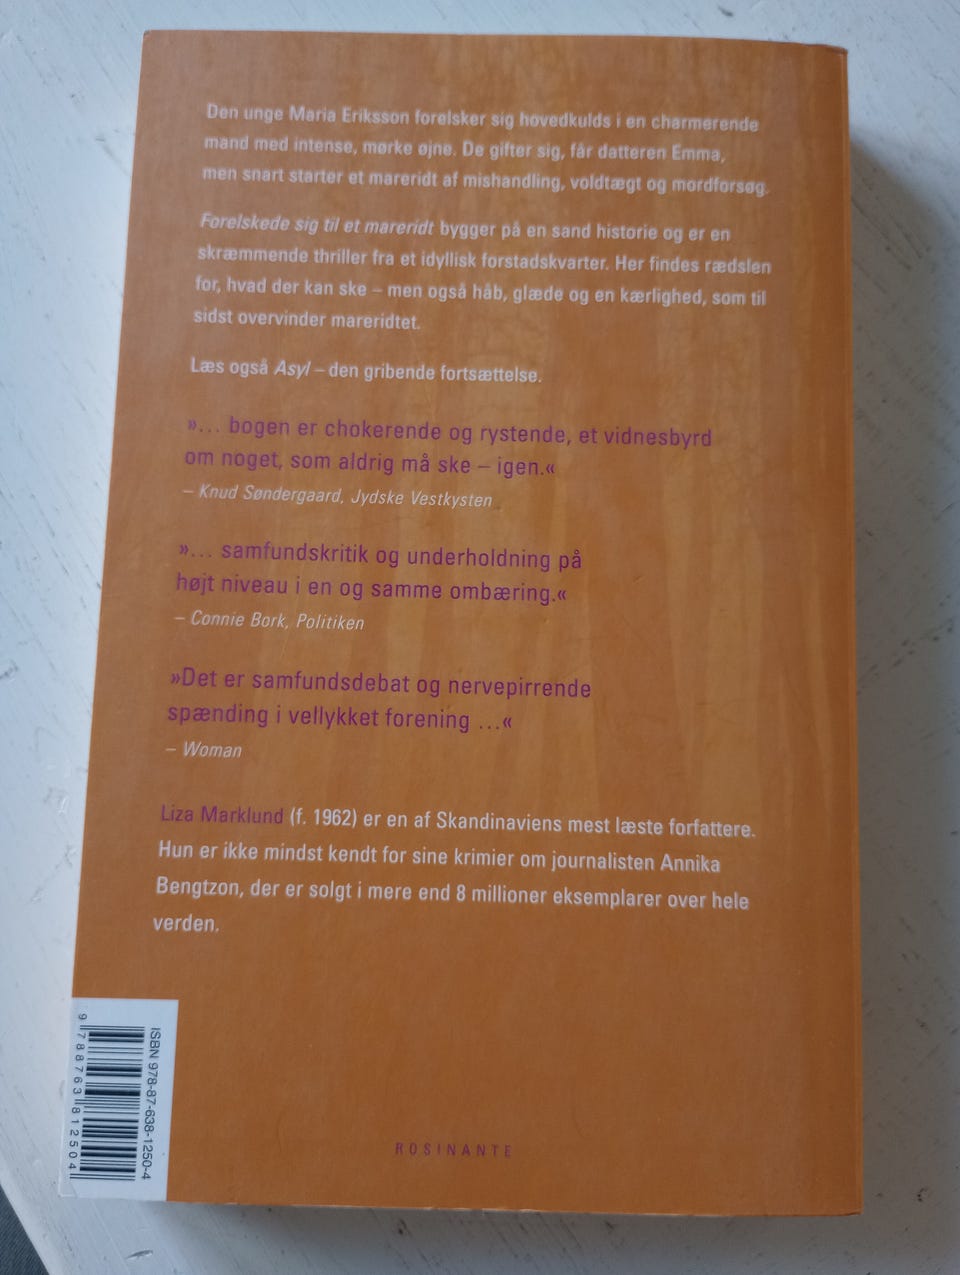 Den unge Maria Eriksson forelsker sig hovedkulds i en charmerende
mand med intense, mørke øjne. De gifter sig, får datteren Emma,
men snart starter et mareridt af mishandling, voldtægt og mordforsøg.
Forelskede sig til et mareridt bygger på en sand historie og er en
skræmmende thriller fra et idyllisk forstadskvarter. Her findes rædslen
for, hvad der kan ske – men også håb, glæde og en kærlighed, som til
sidst overvinder mareridtet.
Læs også Asyl – den gribende fortsættelse.
»... bogen er chokerende og rystende, et vidnesbyrd
om noget, som aldrig må ske – igen.«
– Knud Søndergaard, Jydske Vestkysten
»... samfundskritik og underholdning på
højt niveau i en og samme ombæring.«
– Connie Bork, Politiken
»Det er samfundsdebat og nervepirrende
spænding i vellykket forening ...«
– Woman
Liza Marklund (f. 1962) er en af Skandinaviens mest læste forfattere.
Hun er ikke mindst kendt for sine krimier om journalisten Annika
Bengtzon, der er solgt i mere end 8 millioner eksemplarer over hele
verden.
ISBN 978-87-638-1250-4
9 788763 812504
ROSINANTE